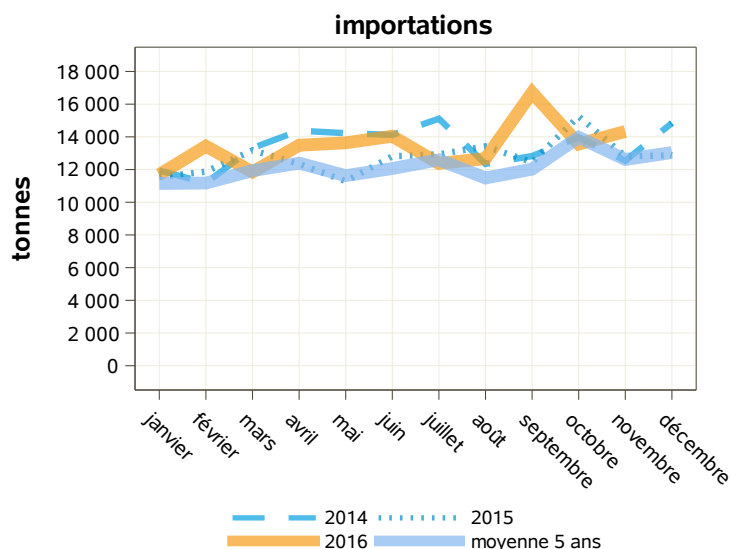 importations
tonnes
18 000
16 000
14 000
12 000
10 000
8 000
6 000
4 000
2 000
0
janvier
février
mars
avril
mai
juin
juillet
août
septembre
octobre
novembre
décembre
2014 2015
2016 moyenne 5 ans